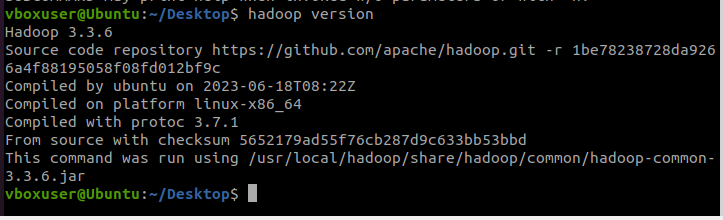 vboxuser@Ubuntu:~/Desktop$ hadoop version
Hadoop 3.3.6
Source code repository https://github.com/apache/hadoop.git -r 1be78238728da926
6a4f88195058f08fd012bf9c
Compiled by ubuntu on 2023-06-18T08:22Z
Compiled on platform linux-x86_64
Compiled with protoc 3.7.1
From source with checksum 5652179ad55f76cb287d9c633bb53bbd
This command was run using /usr/local/hadoop/share/hadoop/common/hadoop-common-
3.3.6.jar
vboxuser@Ubuntu:~/Desktop$